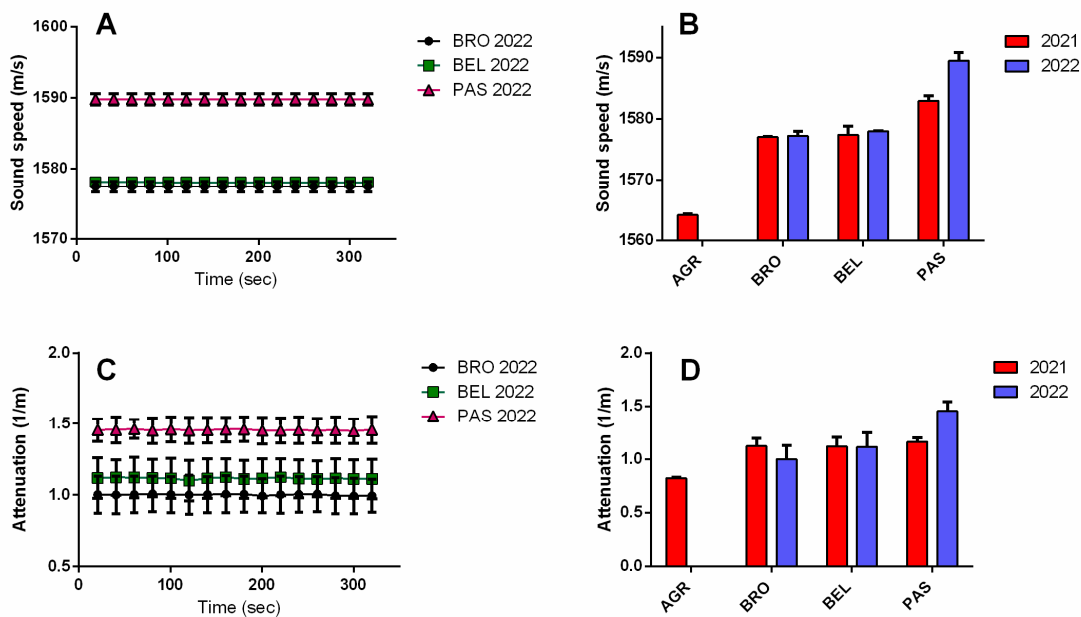 A
Sound speed (m/s)
1600
1590
1580
1570
0
100
200
300
Time (sec)
BRO 2022
BEL 2022
PAS 2022
B
Sound speed (m/s)
1590
1580
1570
1560
AGR
BRO
BEL
PAS
2021
2022
C
Attenuation (1/m)
2.0
1.5
1.0
0.5
0
100
200
300
Time (sec)
BRO 2022
BEL 2022
PAS 2022
D
Attenuation (1/m)
2.0
1.5
1.0
0.5
0.0
AGR
BRO
BEL
PAS
2021
2022